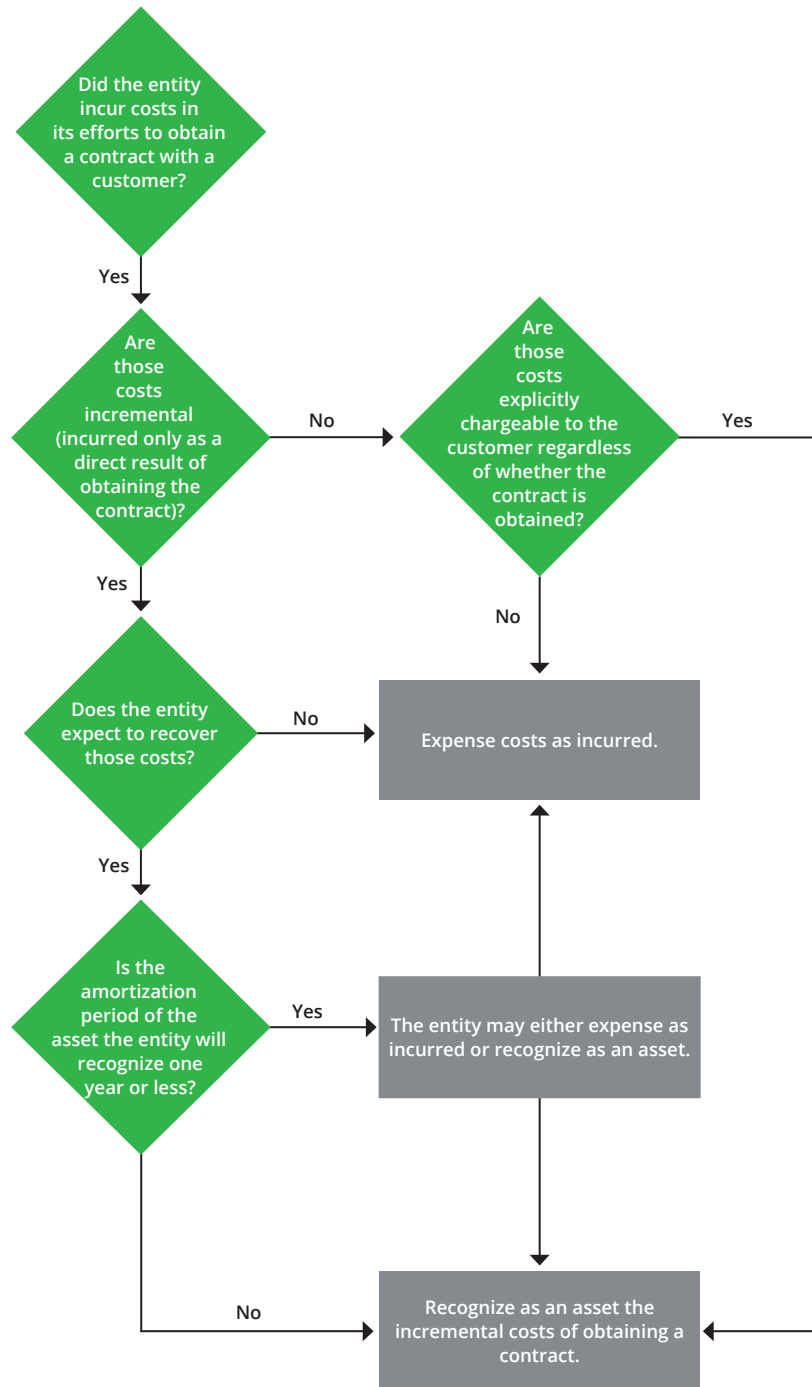 Did the entity
incur costs in
its efforts to obtain
a contract with a
customer?
Yes
Are
those
costs
incremental
(incurred only as a
direct result of
obtaining the
contract)?
No
Are
those
costs
explicitly
chargeable to the
customer regardless
of whether the
contract is
obtained?
Yes
Yes
No
Does the entity
expect to recover
those costs?
No
Expense costs as incurred.
Yes
Is the
amortization
period of the
asset the entity will
recognize one
year or less?
Yes
The entity may either expense as
incurred or recognize as an asset.
No
Recognize as an asset the
incremental costs of obtaining a
contract.